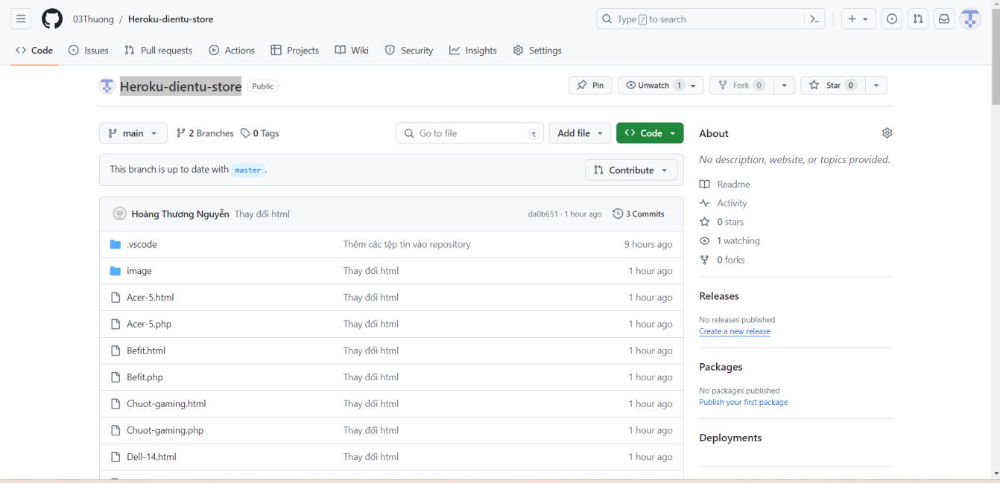 03Thuong / Heroku-dientu-store
Type / to search
Code Issues Pull requests Actions Projects Wiki Security Insights Settings
Heroku-dientu-store Public
Pin Unwatch 1 Fork 0 Star 0
main 2 Branches 0 Tags
Go to file t Add file Code
This branch is up to date with master .
Contribute
Hoàng Thương Nguyễn Thay đổi html da0b651 · 1 hour ago 3 Commits
.vscode Thêm các tệp tin vào repository 9 hours ago
image Thay đổi html 1 hour ago
Acer-5.html Thay đổi html 1 hour ago
Acer-5.php Thay đổi html 1 hour ago
Befit.html Thay đổi html 1 hour ago
Befit.php Thay đổi html 1 hour ago
Chuot-gaming.html Thay đổi html 1 hour ago
Chuot-gaming.php Thay đổi html 1 hour ago
Dell-14.html Thay đổi html 1 hour ago
About
No description, website, or topics provided.
Readme
Activity
0 stars
1 watching
0 forks
Releases
No releases published
Create a new release
Packages
No packages published
Publish your first package
Deployments